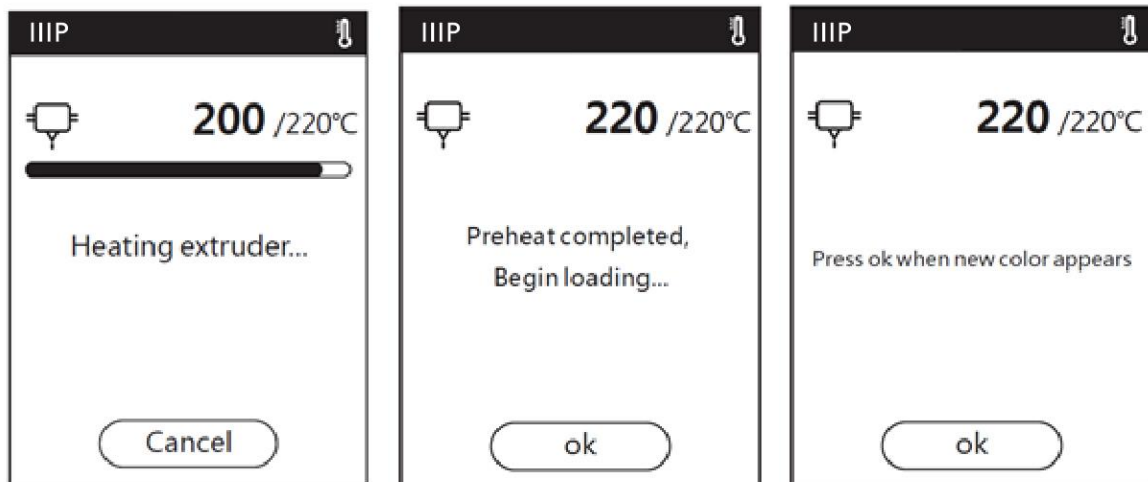 IIIP
200 /220℃
Heating extruder...
Cancel
IIIP
220 /220℃
Preheat completed,
Begin loading...
ok
IIIP
220 /220℃
Press ok when new color appears
ok